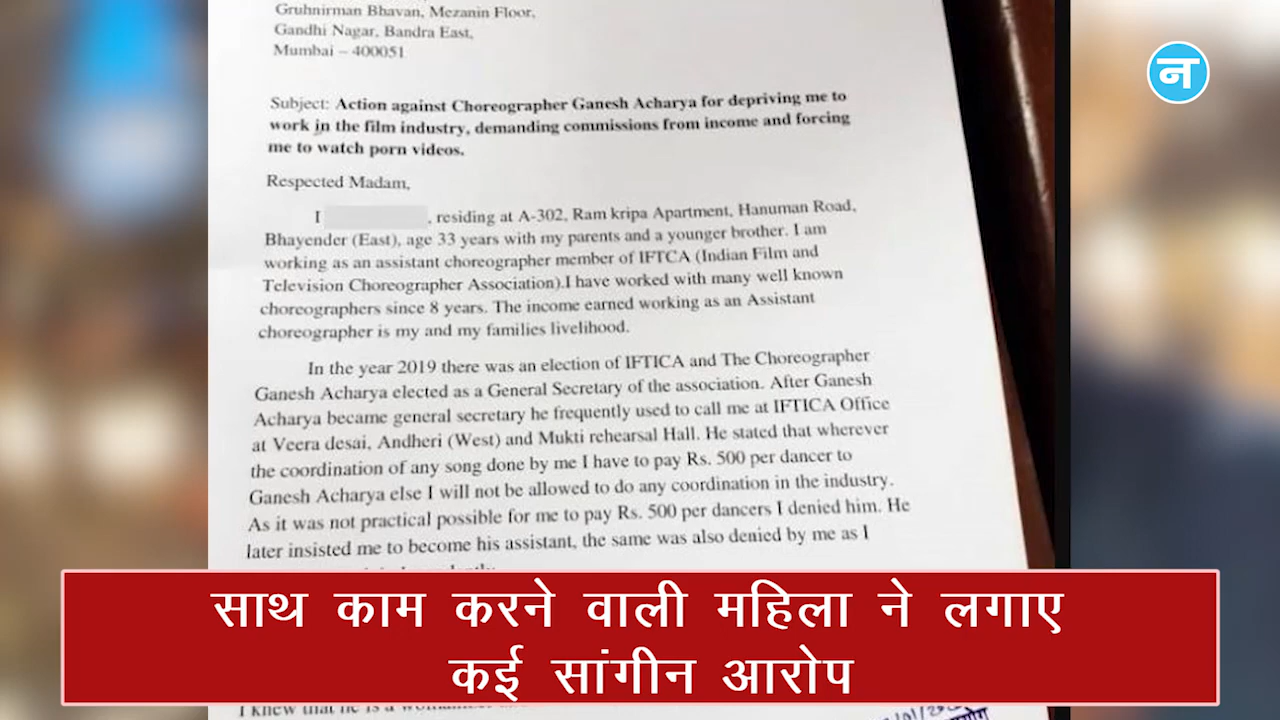 Gruhnirman Bhavan, Mezanin Floor,
Gandhi Nagar, Bandra East,
Mumbai – 400051
न
Subject: Action against Choreographer Ganesh Acharya for depriving me to
work in the film industry, demanding commissions from income and forcing
me to watch porn videos.
Respected Madam,
I , residing at A-302, Ram kripa Apartment, Hanuman Road,
Bhayender (East), age 33 years with my parents and a younger brother. I am
working as an assistant choreographer member of IFTCA (Indian Film and
Television Choreographer Association).I have worked with many well known
choreographers since 8 years. The income earned working as an Assistant
choreographer is my and my families livelihood.
In the year 2019 there was an election of IFTICA and The Choreographer
Ganesh Acharya elected as a General Secretary of the association. After Ganesh
Acharya became general secretary he frequently used to call me at IFTICA Office
at Veera desai, Andheri (West) and Mukti rehearsal Hall. He stated that wherever
the coordination of any song done by me I have to pay Rs. 500 per dancer to
Ganesh Acharya else I will not be allowed to do any coordination in the industry.
As it was not practical possible for me to pay Rs. 500 per dancers I denied him. He
later insisted me to become his assistant, the same was also denied by me as I
साथ काम करने वाली महिला ने लगाए
कई सांगीन आरोप
I knew that he is a